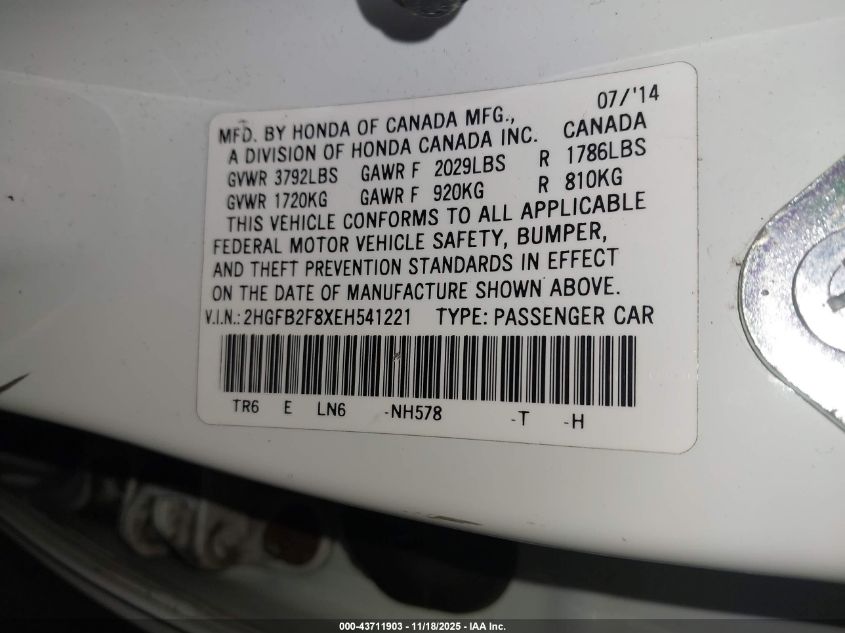 07/'14
MFD. BY HONDA OF CANADA MFG.,
A DIVISION OF HONDA CANADA INC. CANADA
GVWR 3792LBS GAWR F 2029LBS R 1786LBS
GVWR 1720KG GAWR F 920KG R 810KG
THIS VEHICLE CONFORMS TO ALL APPLICABLE
FEDERAL MOTOR VEHICLE SAFETY, BUMPER,
AND THEFT PREVENTION STANDARDS IN EFFECT
ON THE DATE OF MANUFACTURE SHOWN ABOVE.
V.I.N.: 2HGFB2F8XEH541221 TYPE: PASSENGER CAR
TR6 E LN6 -NH578 -T -H
000-43711903 - 11/18/2025 - IAA Inc.